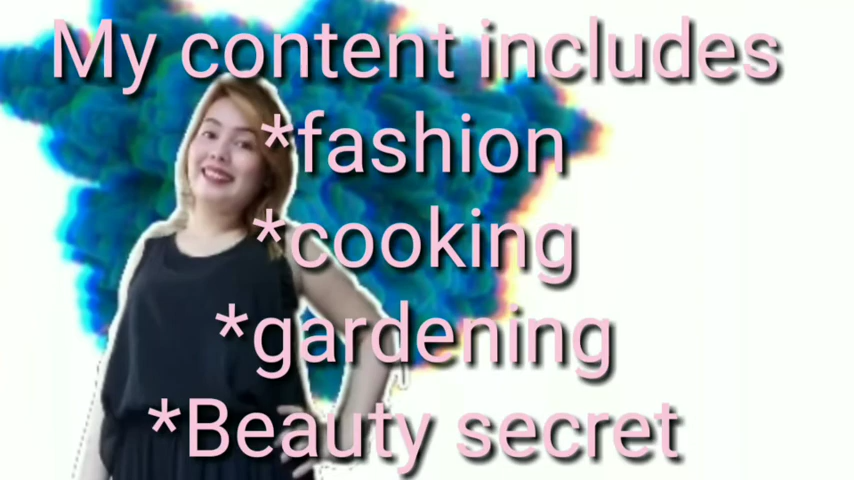 My content includes
*fashion
*cooking
*gardening
*Beauty secret